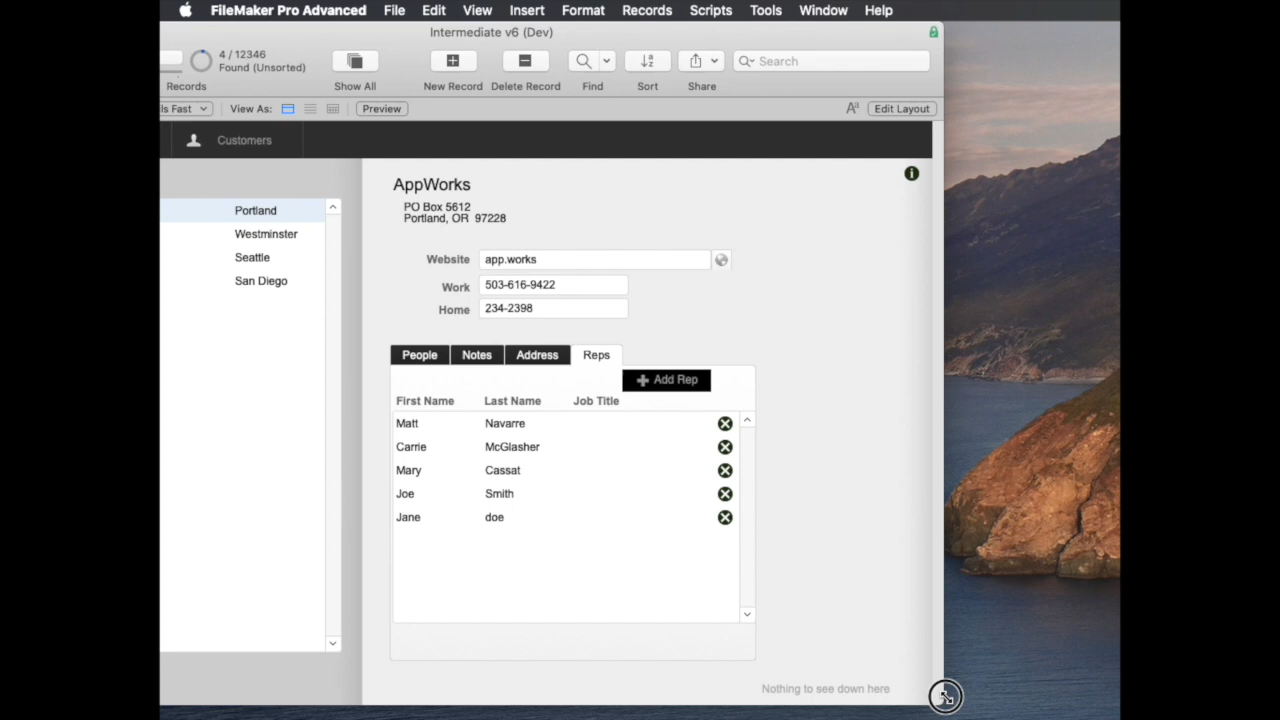 FileMaker Pro Advanced File Edit View Insert Format Records Scripts Tools Window Help
Intermediate v6 (Dev)
4 / 12346
Found (Unsorted)
Search
Records Show All New Record Delete Record Find Sort Share
ls Fast View As: Preview Aa Edit Layout
Customers
Portland
Westminster
Seattle
San Diego
AppWorks
PO Box 5612
Portland, OR 97228
Website app.works
Work 503-616-9422
Home 234-2398
People Notes Address Reps
Add Rep
First Name Last Name Job Title
Matt Navarre
Carrie McGlasher
Mary Cassat
Joe Smith
Jane doe
Nothing to see down here